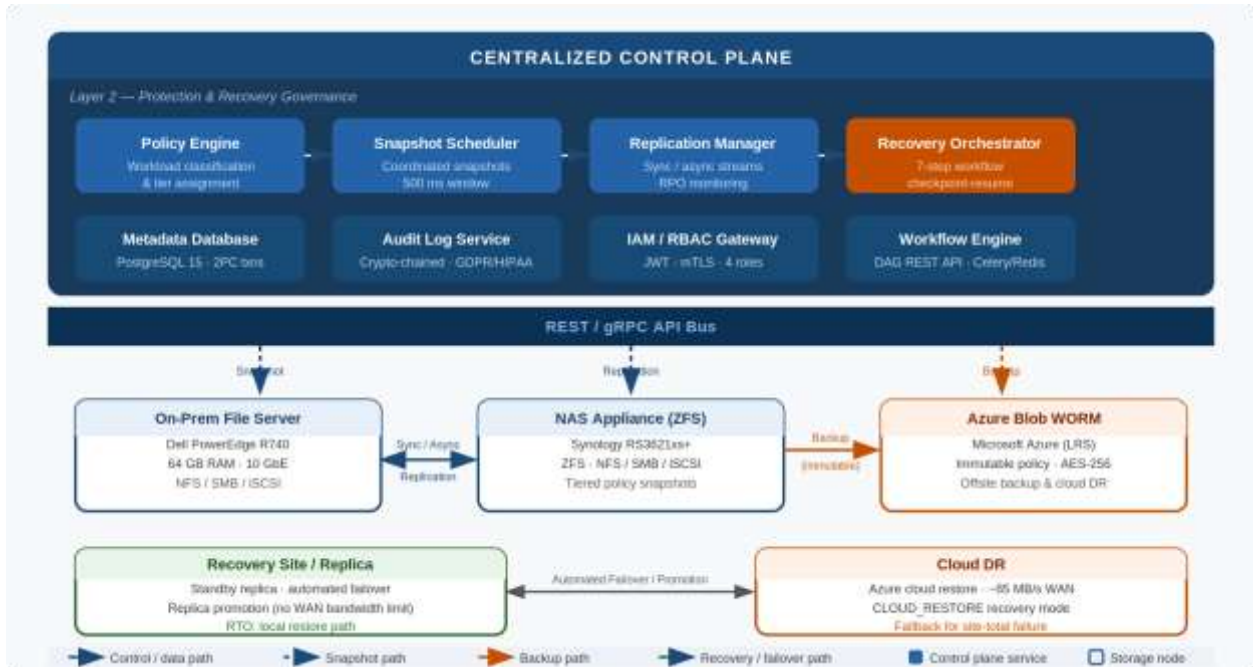 CENTRALIZED CONTROL PLANE
Layer 2 — Protection & Recovery Governance
Policy Engine
Workload classification
& tier assignment
Snapshot Scheduler
Coordinated snapshots
500 ms window
Replication Manager
Sync / async streams
RPO monitoring
Recovery Orchestrator
7-step workflow
checkpoint-resume
Metadata Database
PostgreSQL 15 · 2PC txns
Audit Log Service
Crypto-chained · GDPR/HIPAA
IAM / RBAC Gateway
JWT · mTLS · 4 roles
Workflow Engine
DAG REST API · Celery/Redis
REST / gRPC API Bus
Snapshot
Replication
Backup
On-Prem File Server
Dell PowerEdge R740
64 GB RAM · 10 GbE
NFS / SMB / iSCSI
Sync / Async
Replication
NAS Appliance (ZFS)
Synology RS3621xs+
ZFS · NFS / SMB / iSCSI
Tiered policy snapshots
Backup
(Immutable)
Azure Blob WORM
Microsoft Azure (LRS)
Immutable policy · AES-256
Offsite backup & cloud DR
Recovery Site / Replica
Standby replica · automated failover
Replica promotion (no WAN bandwidth limit)
RTO: local restore path
Automated Failover / Promotion
Cloud DR
Azure cloud restore · ~85 MB/s WAN
CLOUD_RESTORE recovery mode
Fallback for site-total failure
Control / data path
Snapshot path
Backup path
Recovery / failover path
Control plane service
Storage node